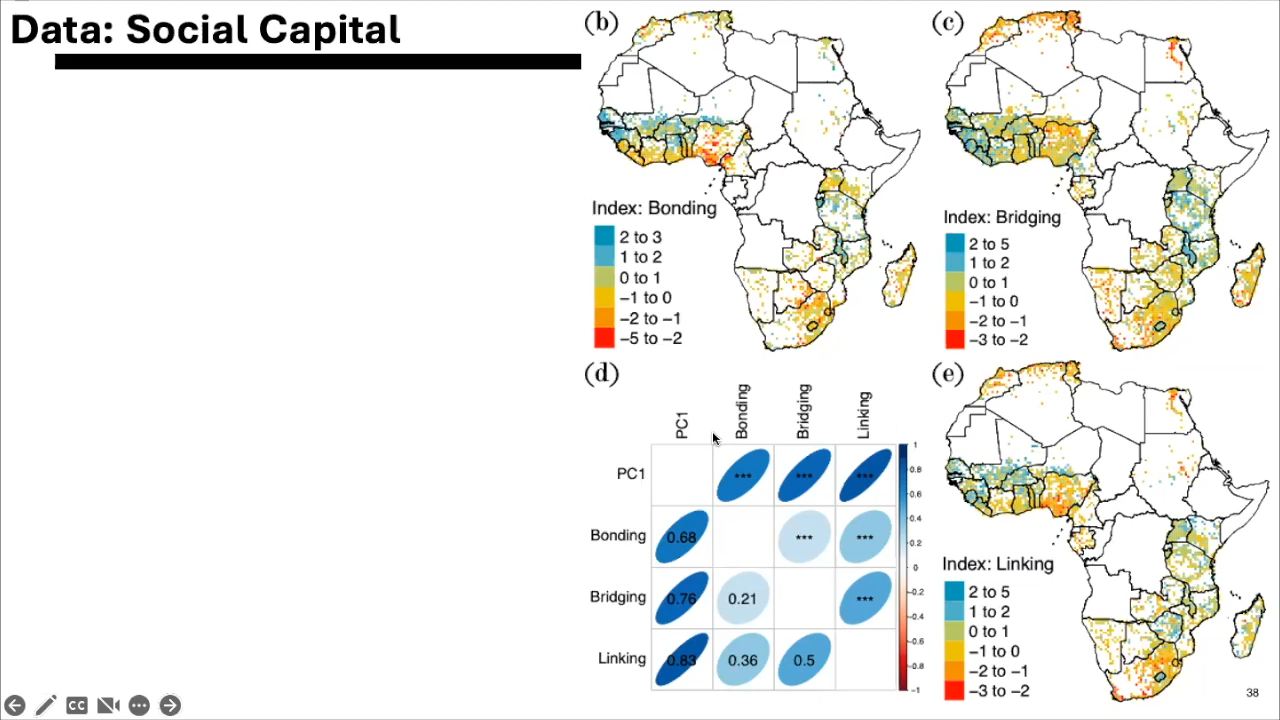 Data: Social Capital
(b)
Index: Bonding
2 to 3
1 to 2
0 to 1
−1 to 0
−2 to −1
−5 to −2
(c)
Index: Bridging
2 to 5
1 to 2
0 to 1
−1 to 0
−2 to −1
−3 to −2
(d)
PC1 Bonding Bridging Linking
PC1 *** *** ***
Bonding 0.68 *** ***
Bridging 0.76 0.21 ***
Linking 0.83 0.36 0.5
1
0.8
0.6
0.4
0.2
0
−0.2
−0.4
−0.6
−0.8
−1
(e)
Index: Linking
2 to 5
1 to 2
0 to 1
−1 to 0
−2 to −1
−3 to −2
CC
38